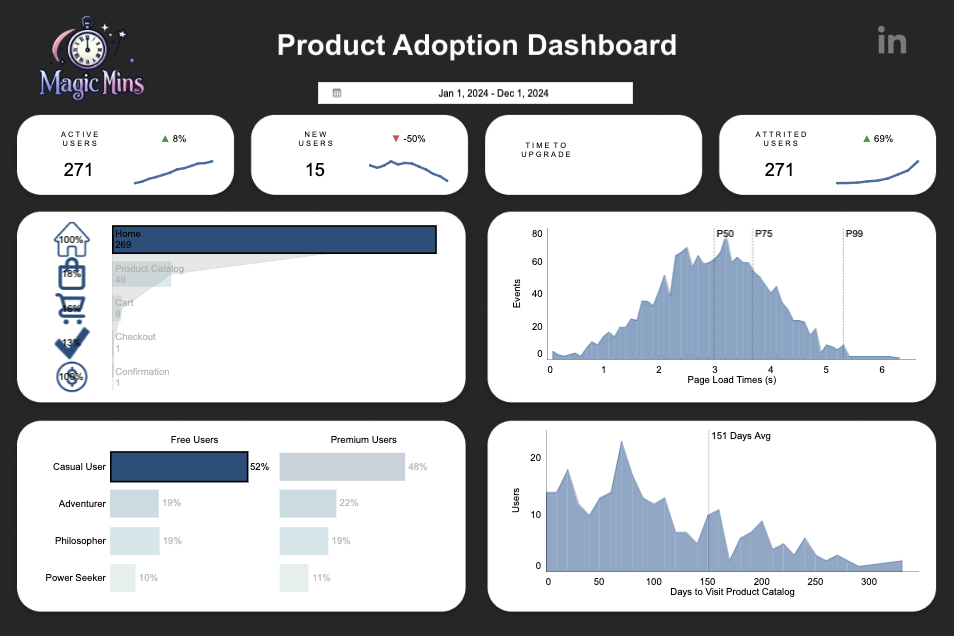 Magic Mins
Product Adoption Dashboard
in
Jan 1, 2024 - Dec 1, 2024
ACTIVE
USERS
▲ 8%
271
NEW
USERS
▼ -50%
15
TIME TO
UPGRADE
ATTRITED
USERS
▲ 69%
271
100%
Home
269
18%
Product Catalog
49
16%
Cart
8
13%
Checkout
1
100%
Confirmation
1
P50
P75
P99
80
60
40
20
0
Events
0 1 2 3 4 5 6
Page Load Times (s)
Free Users
Premium Users
Casual User
52%
48%
Adventurer
19%
22%
Philosopher
19%
19%
Power Seeker
10%
11%
151 Days Avg
20
10
0
Users
0 50 100 150 200 250 300
Days to Visit Product Catalog